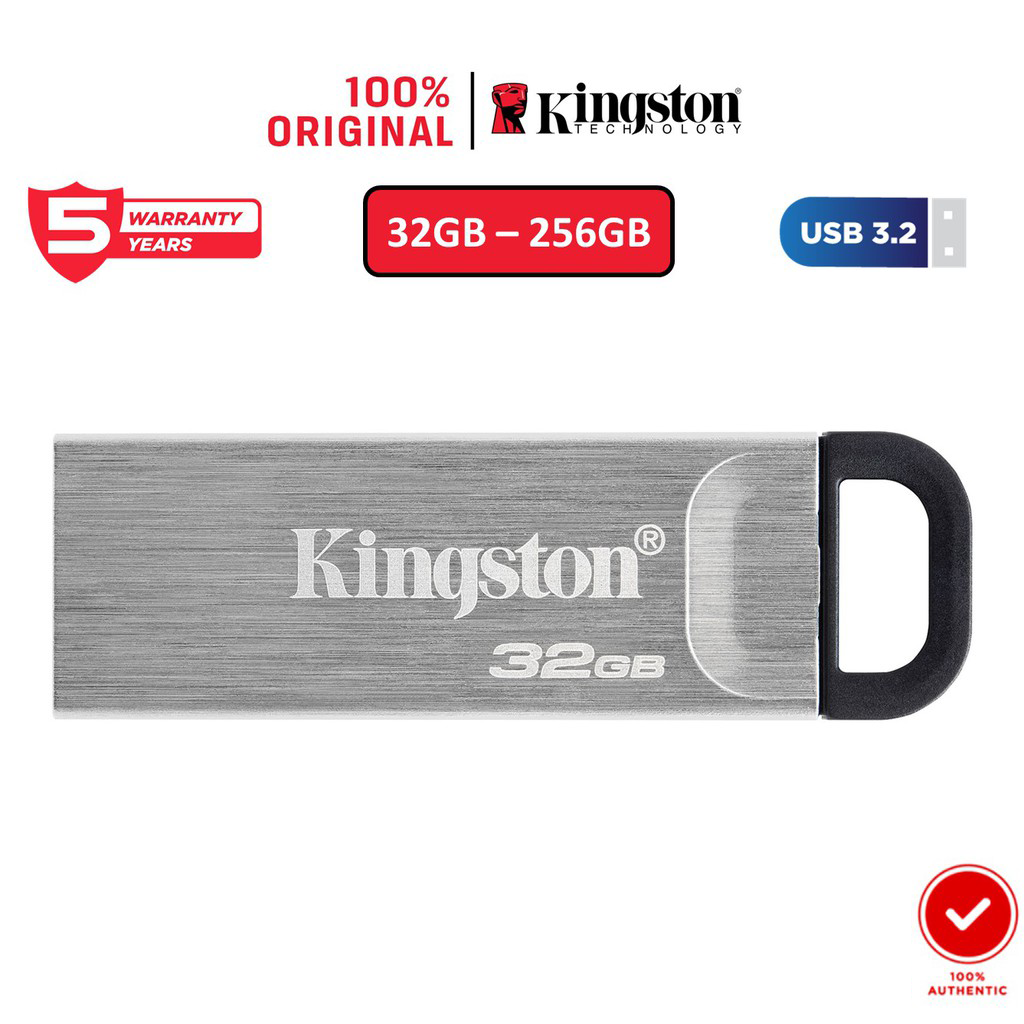 100%
ORIGINAL
Kingston®
TECHNOLOGY
5
WARRANTY
YEARS
32GB – 256GB
USB 3.2
Kingston®
32GB
100%
AUTHENTIC